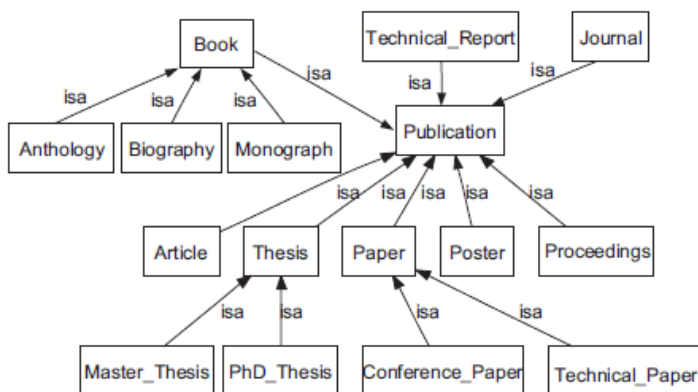 Book
Technical_Report
Journal
isa
isa
isa
isa
isa
isa
Anthology
Biography
Monograph
Publication
isa
isa
isa
isa
isa
Article
Thesis
Paper
Poster
Proceedings
isa
isa
isa
isa
Master_Thesis
PhD_Thesis
Conference_Paper
Technical_Paper